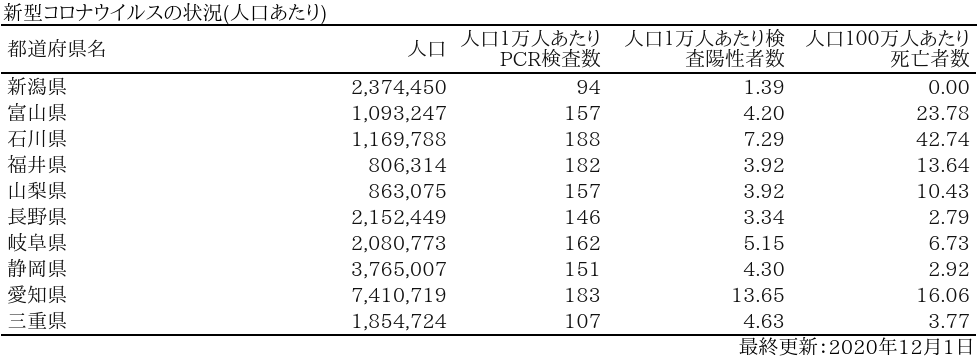 新型コロナウイルスの状況(人口あたり)
都道府県名 人口 人口1万人あたりPCR検査数 人口1万人あたり検査陽性者数 人口100万人あたり死亡者数
新潟県 2,374,450 94 1.39 0.00
富山県 1,093,247 157 4.20 23.78
石川県 1,169,788 188 7.29 42.74
福井県 806,314 182 3.92 13.64
山梨県 863,075 157 3.92 10.43
長野県 2,152,449 146 3.34 2.79
岐阜県 2,080,773 162 5.15 6.73
静岡県 3,765,007 151 4.30 2.92
愛知県 7,410,719 183 13.65 16.06
三重県 1,854,724 107 4.63 3.77
最終更新：2020年12月1日